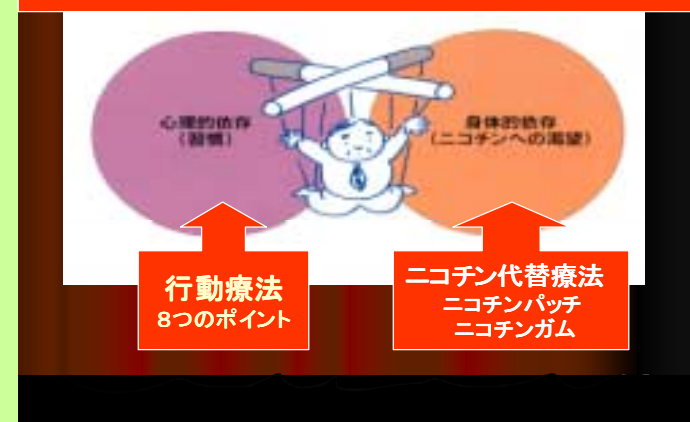 心理的依存
(習慣)
身体的依存
(ニコチンへの渇望)
行動療法
8つのポイント
ニコチン代替療法
ニコチンパッチ
ニコチンガム